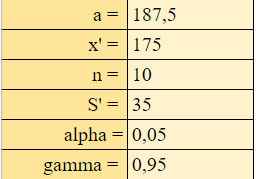 a = 187,5
x' = 175
n = 10
S' = 35
alpha = 0,05
gamma = 0,95